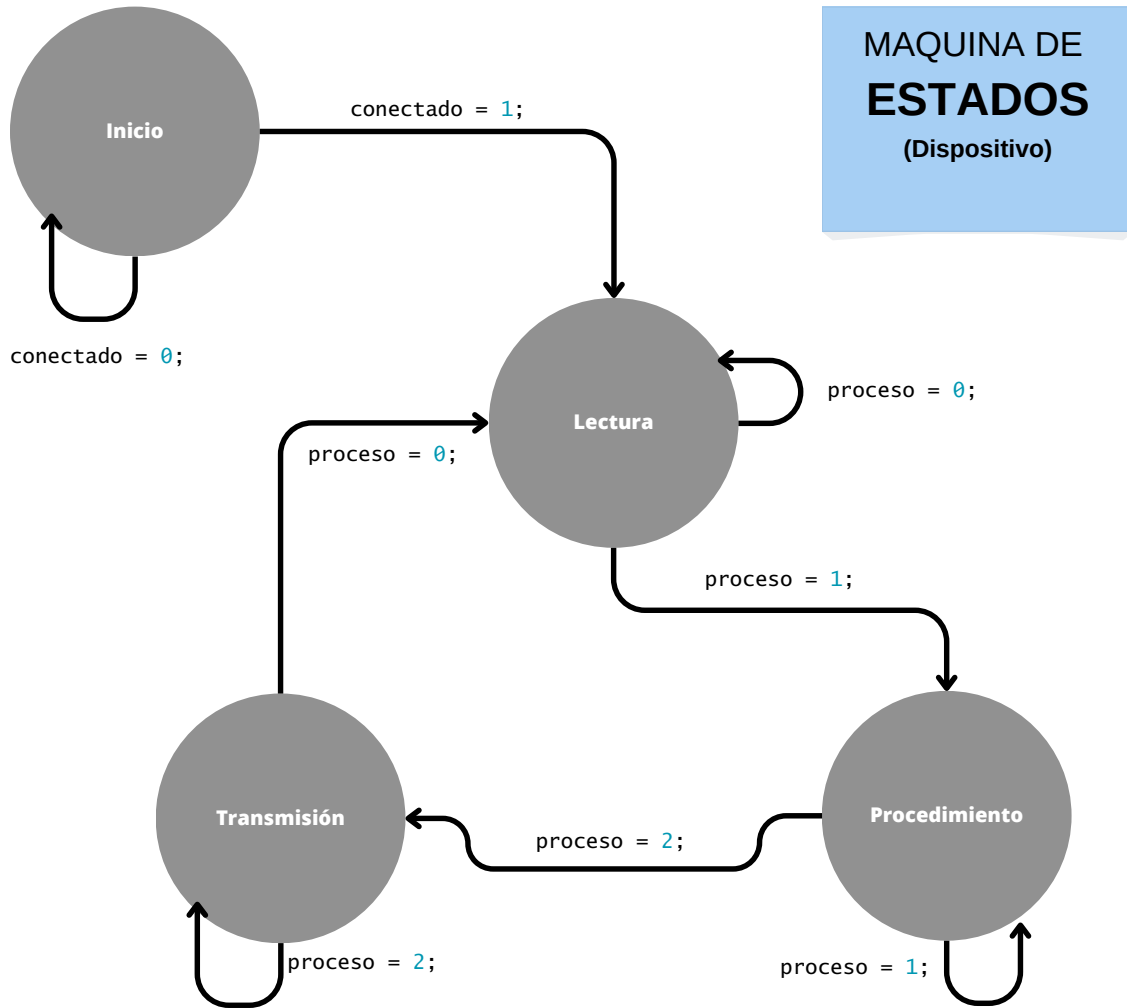 MAQUINA DE
ESTADOS
(Dispositivo)
conectado = 1;
Inicio
conectado = 0;
proceso = 0;
Lectura
proceso = 0;
proceso = 1;
Transmisión
Procedimiento
proceso = 2;
proceso = 2;
proceso = 1;